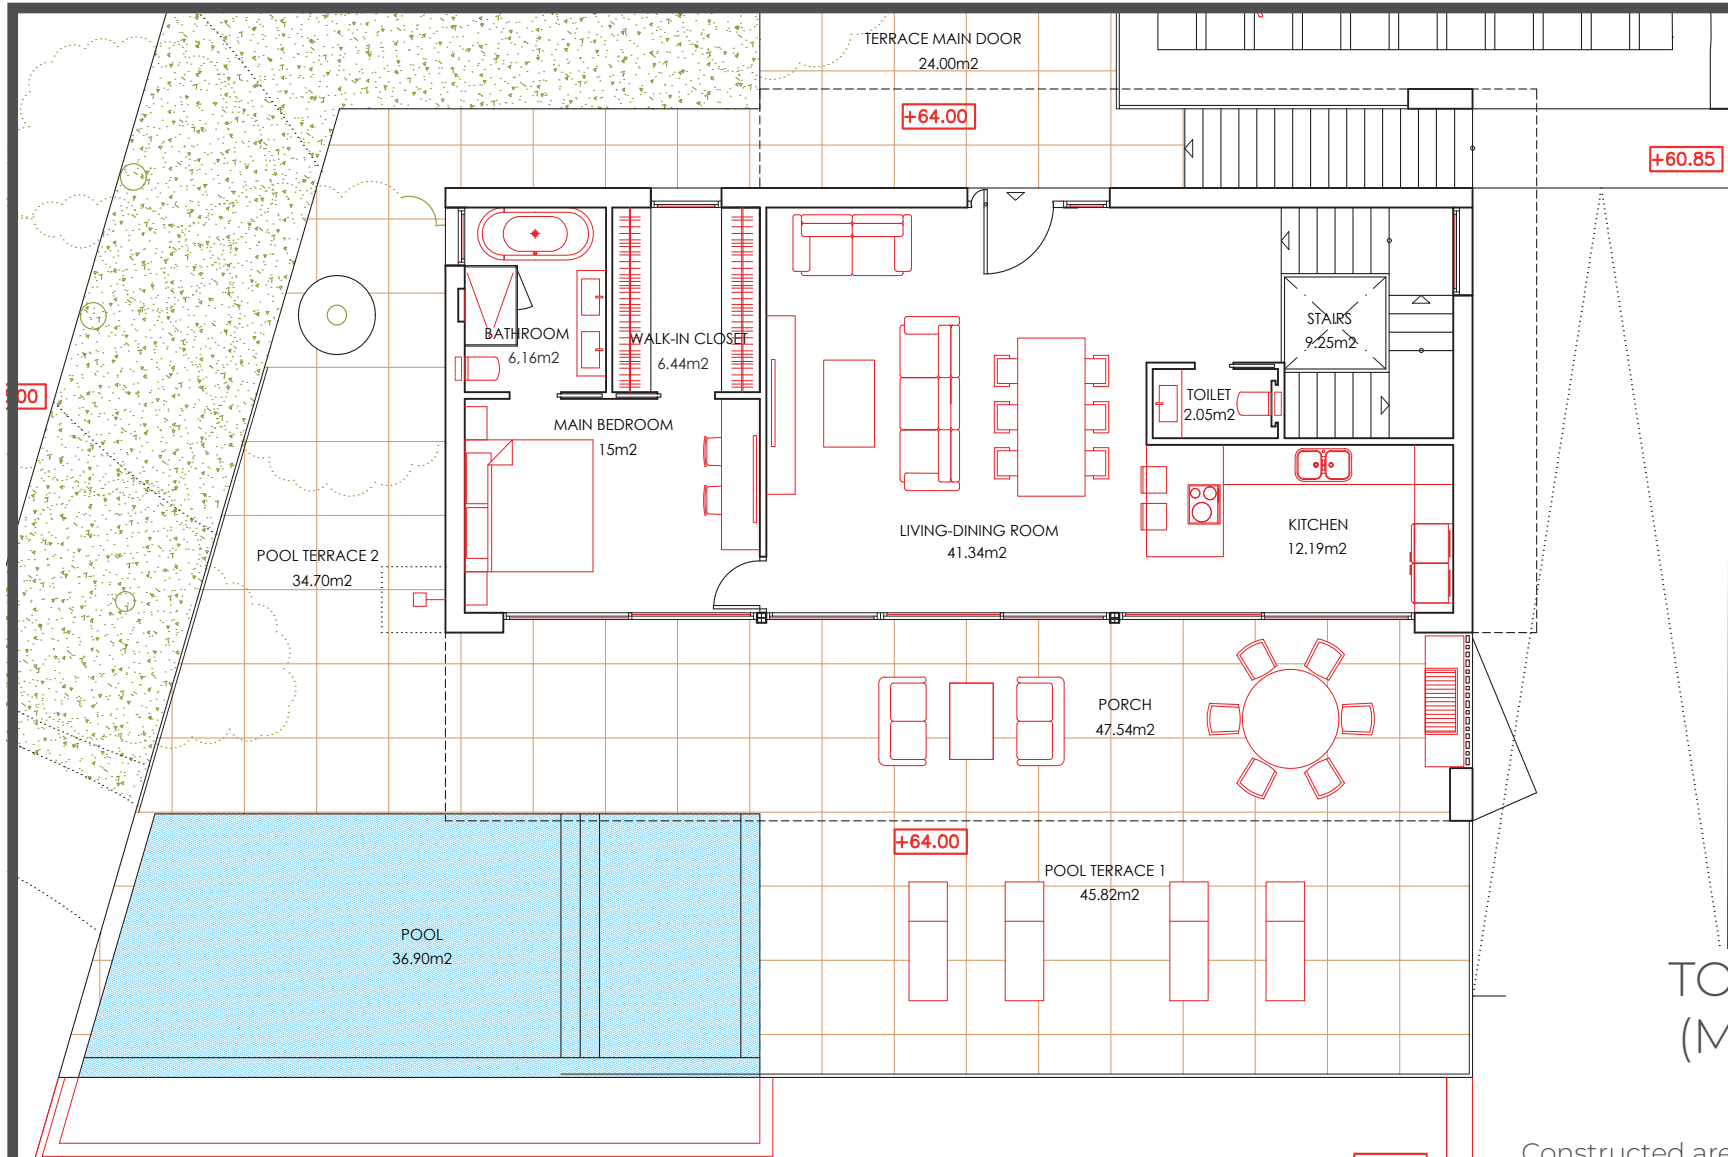 TERRACE MAIN DOOR
24.00m2
+64.00
+60.85
BATHROOM
6,16m2
WALK-IN CLOSET
6.44m2
STAIRS
9.25m2
00
TOILET
2.05m2
MAIN BEDROOM
15m2
LIVING-DINING ROOM
41.34m2
KITCHEN
12.19m2
POOL TERRACE 2
34.70m2
PORCH
47.54m2
+64.00
POOL TERRACE 1
45.82m2
POOL
36.90m2
TO
(M
Constructed are